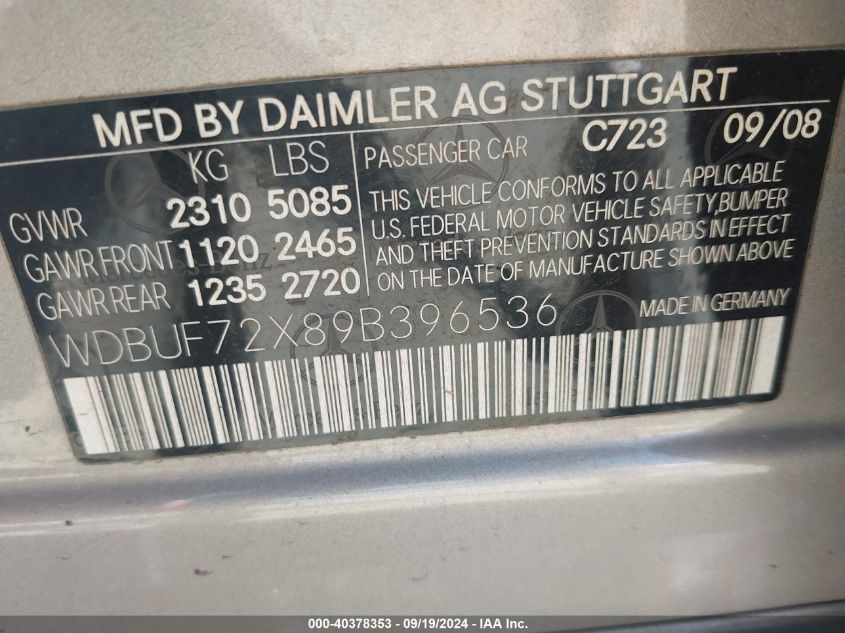 MFD BY DAIMLER AG STUTTGART
KG LBS
GVWR 2310 5085
GAWR FRONT 1120 2465
GAWR REAR 1235 2720
PASSENGER CAR C723 09/08
THIS VEHICLE CONFORMS TO ALL APPLICABLE
U.S. FEDERAL MOTOR VEHICLE SAFETY,BUMPER
AND THEFT PREVENTION STANDARDS IN EFFECT
ON THE DATE OF MANUFACTURE SHOWN ABOVE
WDBUF72X89B396536 MADE IN GERMANY
000-40378353 - 09/19/2024 - IAA Inc.